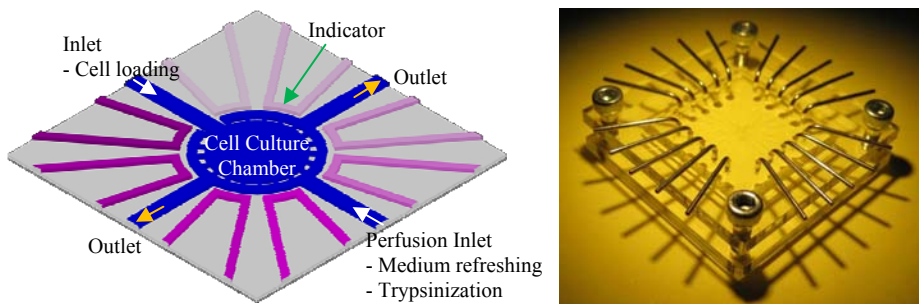 Inlet
- Cell loading
Indicator
Outlet
Cell Culture
Chamber
Outlet
Perfusion Inlet
- Medium refreshing
- Trypsinization